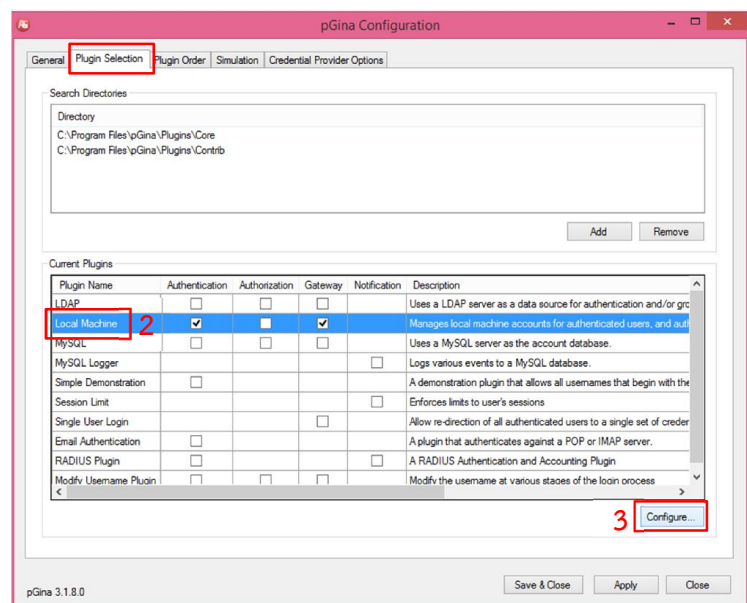 pGina Configuration
General Plugin Selection Plugin Order Simulation Credential Provider Options
Search Directories
Directory
C:\Program Files\pGina\Plugins\Core
C:\Program Files\pGina\Plugins\Contrib
Add Remove
Current Plugins
Plugin Name Authentication Authorization Gateway Notification Description
LDAP Uses a LDAP server as a data source for authentication and/or grc
Local Machine 2 Manages local machine accounts for authenticated users, and auth
MySQL Uses a MySQL server as the account database.
MySQL Logger Logs various events to a MySQL database.
Simple Demonstration A demonstration plugin that allows all usernames that begin with the
Session Limit Enforces limits to user's sessions
Single User Login Allow re-direction of all authenticated users to a single set of creder
Email Authentication A plugin that authenticates against a POP or IMAP server.
RADIUS Plugin A RADIUS Authentication and Accounting Plugin
Modify Username Plugin Modify the username at various stages of the login process
3 Configure...
pGina 3.1.8.0 Save & Close Apply Close